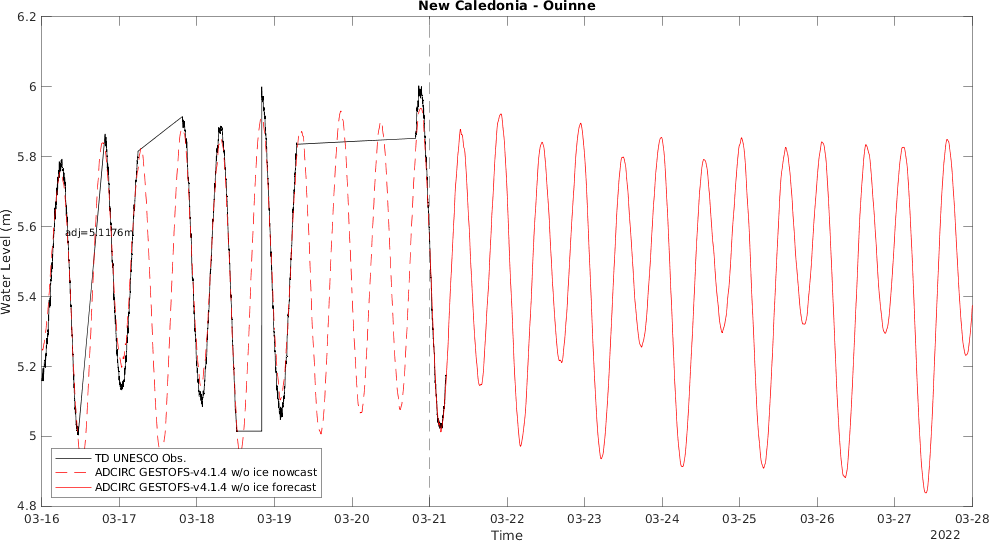 New Caledonia - Ouinne
6.2
6
5.8
5.6
5.4
5.2
5
4.8
Water Level (m)
adj=5.1176m
TD UNESCO Obs.
ADCIRC GESTOFS-v4.1.4 w/o ice nowcast
ADCIRC GESTOFS-v4.1.4 w/o ice forecast
03-16 03-17 03-18 03-19 03-20 03-21 03-22 03-23 03-24 03-25 03-26 03-27 03-28
Time
2022